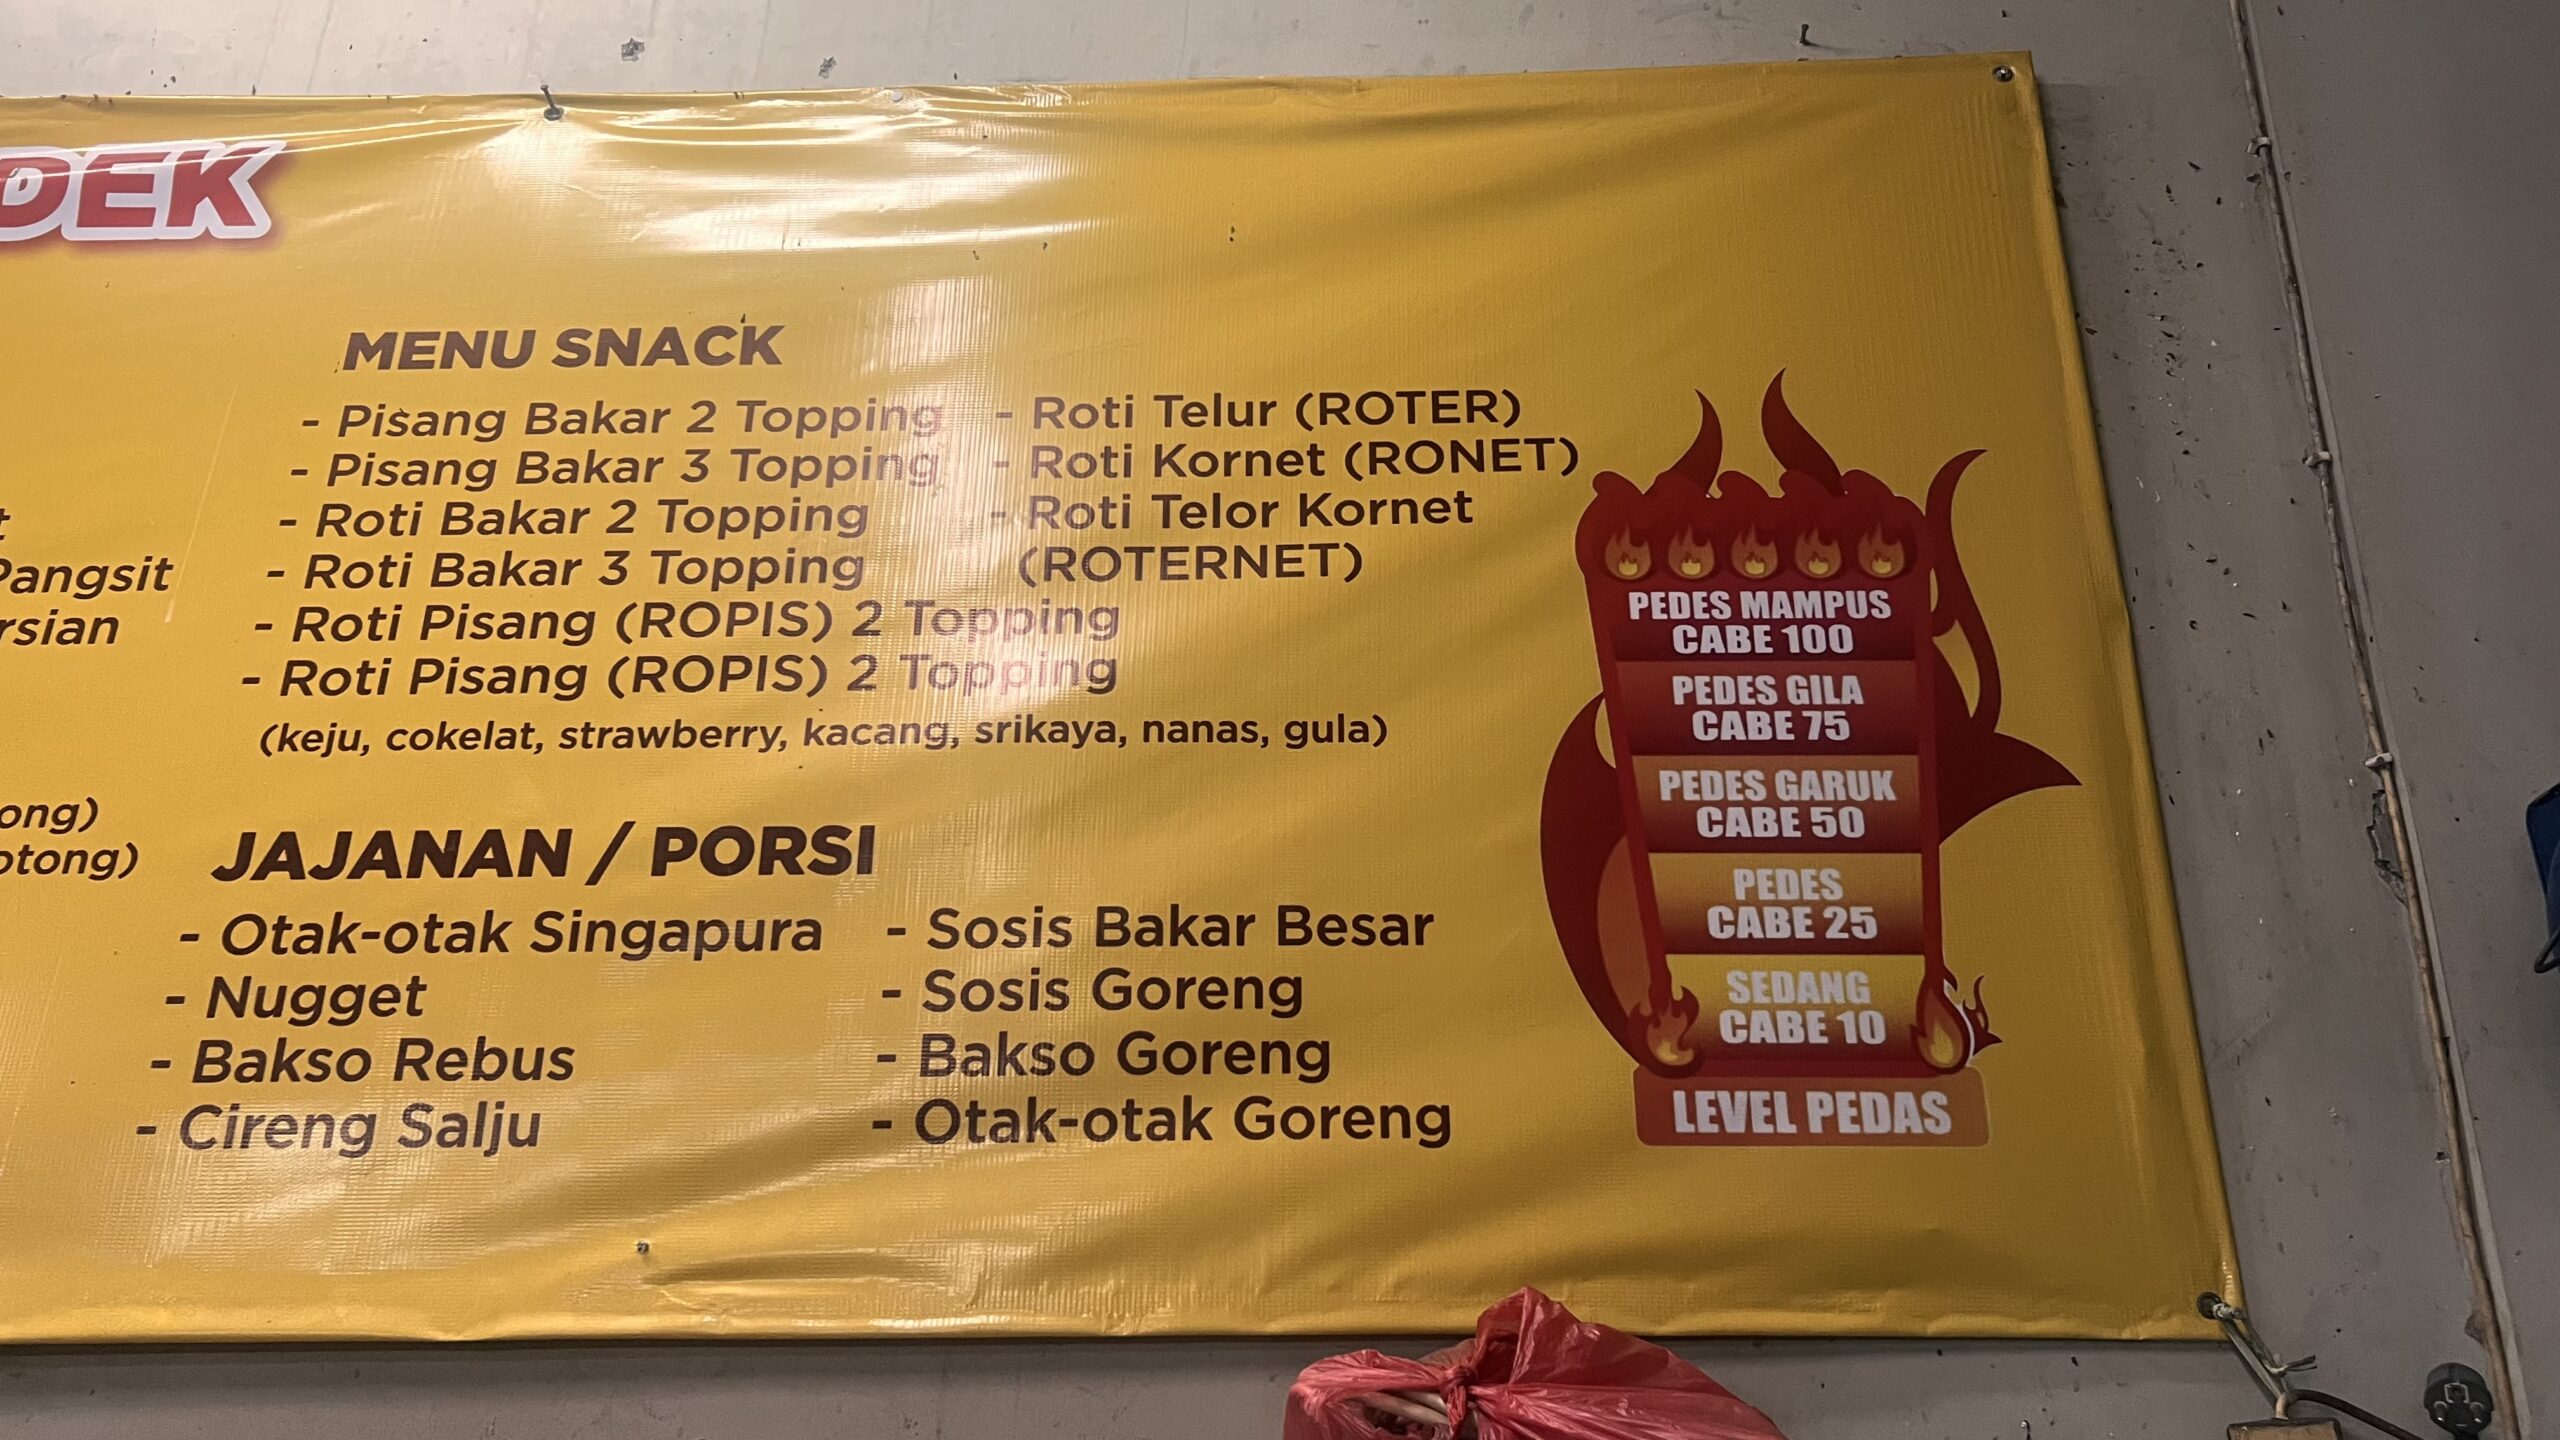 DEK
Pangsit
MENU SNACK
- Pisang Bakar 2 Topping
- Pisang Bakar 3 Topping
- Roti Bakar 2 Topping
- Roti Bakar 3 Topping
- Roti Pisang (ROPIS) 2 Topping
- Roti Pisang (ROPIS) 2 Topping
(keju, cokelat, strawberry, kacang, srikaya, nanas, gula)
- Roti Telur (ROTER)
- Roti Kornet (RONET)
- Roti Telor Kornet
(ROTERNET)
JAJANAN / PORSI
- Otak-otak Singapura
- Nugget
- Bakso Rebus
- Cireng Salju
- Sosis Bakar Besar
- Sosis Goreng
- Bakso Goreng
- Otak-otak Goreng
PEDES MAMPUS
CABE 100
PEDES GILA
CABE 75
PEDES GARUK
CABE 50
PEDES
CABE 25
SEDANG
CABE 10
LEVEL PEDAS